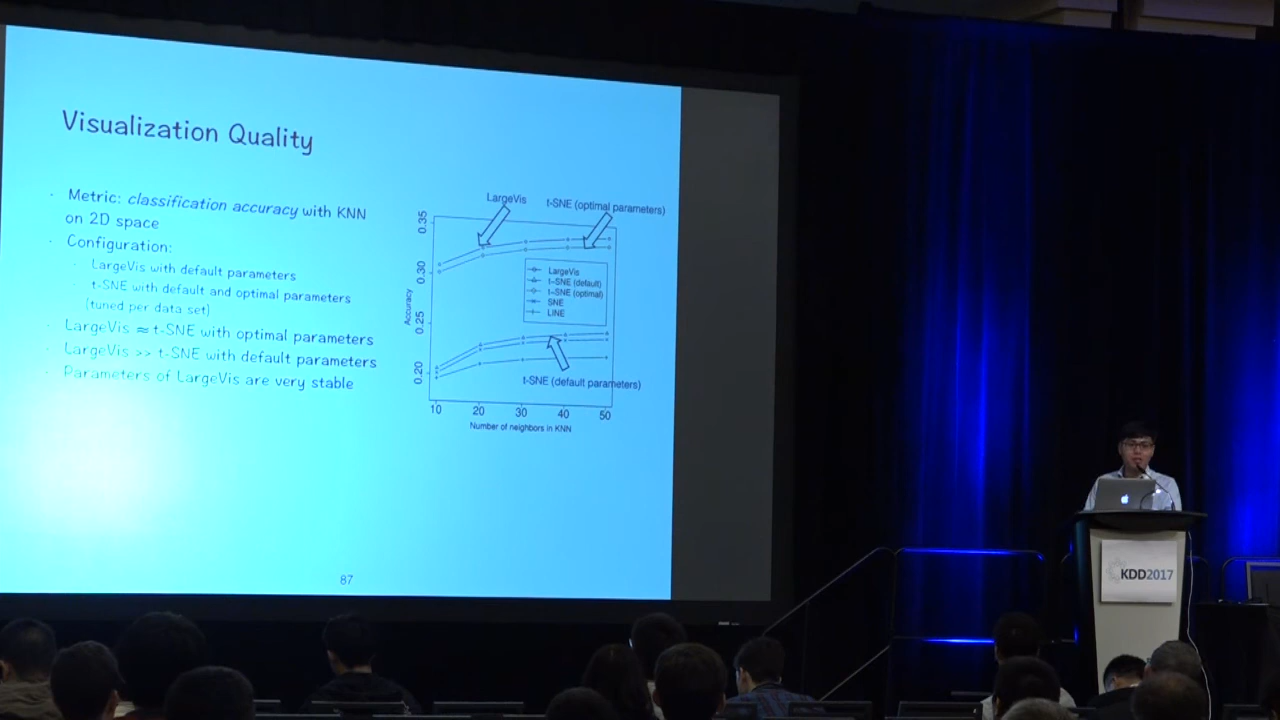 Visualization Quality
· Metric: classification accuracy with KNN
on 2D space
· Configuration:
· LargeVis with default parameters
· t-SNE with default and optimal parameters
(tuned per data set)
· LargeVis ≈ t-SNE with optimal parameters
· LargeVis >> t-SNE with default parameters
· Parameters of LargeVis are very stable
LargeVis
t-SNE (optimal parameters)
0.35
0.30
0.25
0.20
Accuracy
LargeVis
t-SNE (default)
t-SNE (optimal)
SNE
LINE
t-SNE (default parameters)
10 20 30 40 50
Number of neighbors in KNN
87
KDD2017